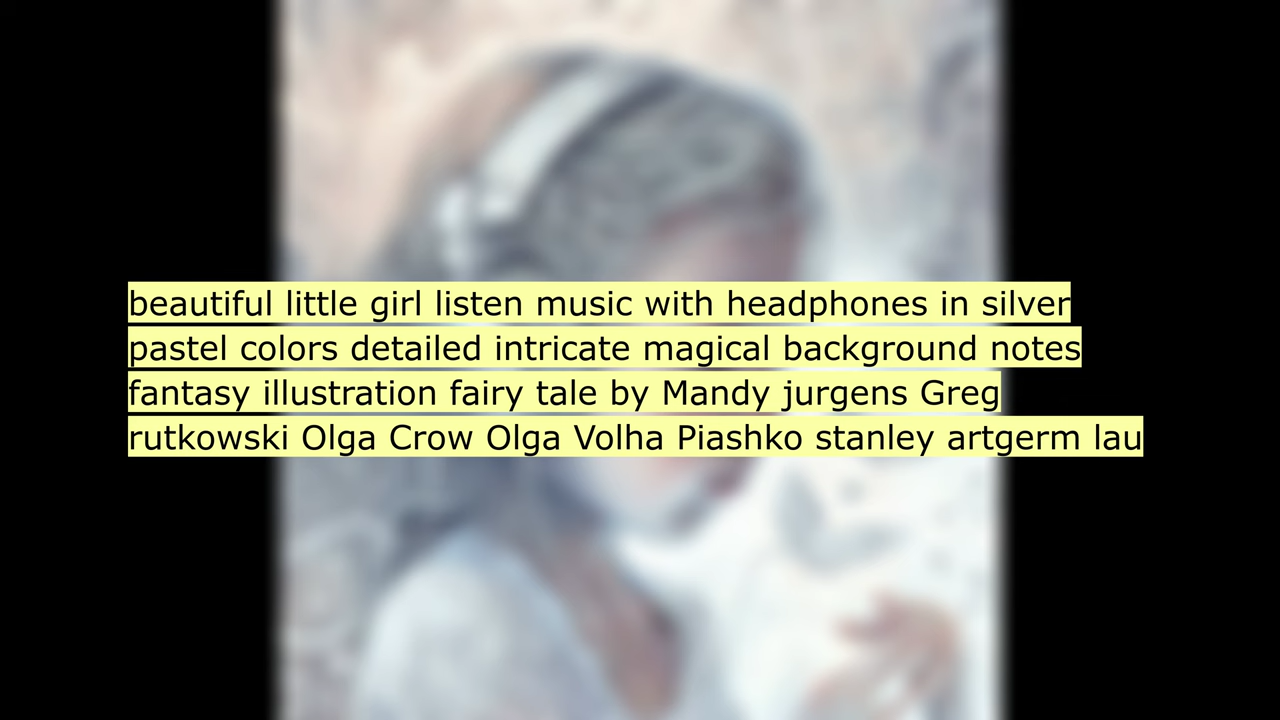 beautiful little girl listen music with headphones in silver
pastel colors detailed intricate magical background notes
fantasy illustration fairy tale by Mandy jurgens Greg
rutkowski Olga Crow Olga Volha Piashko stanley artgerm lau